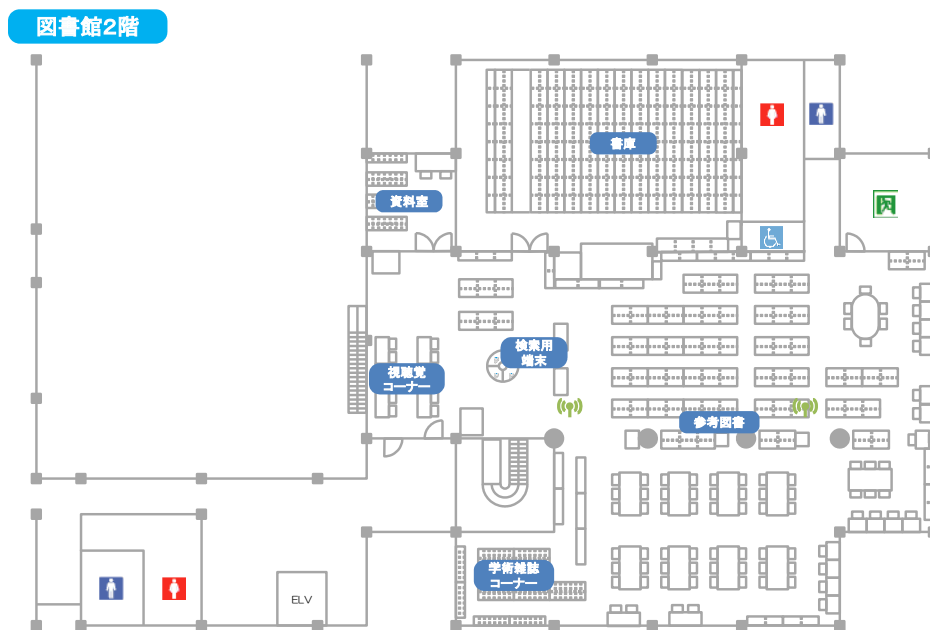 図書館2階
書庫
資料室
検索用
端末
視聴覚
コーナー
参考図書
学術雑誌
コーナー
ELV